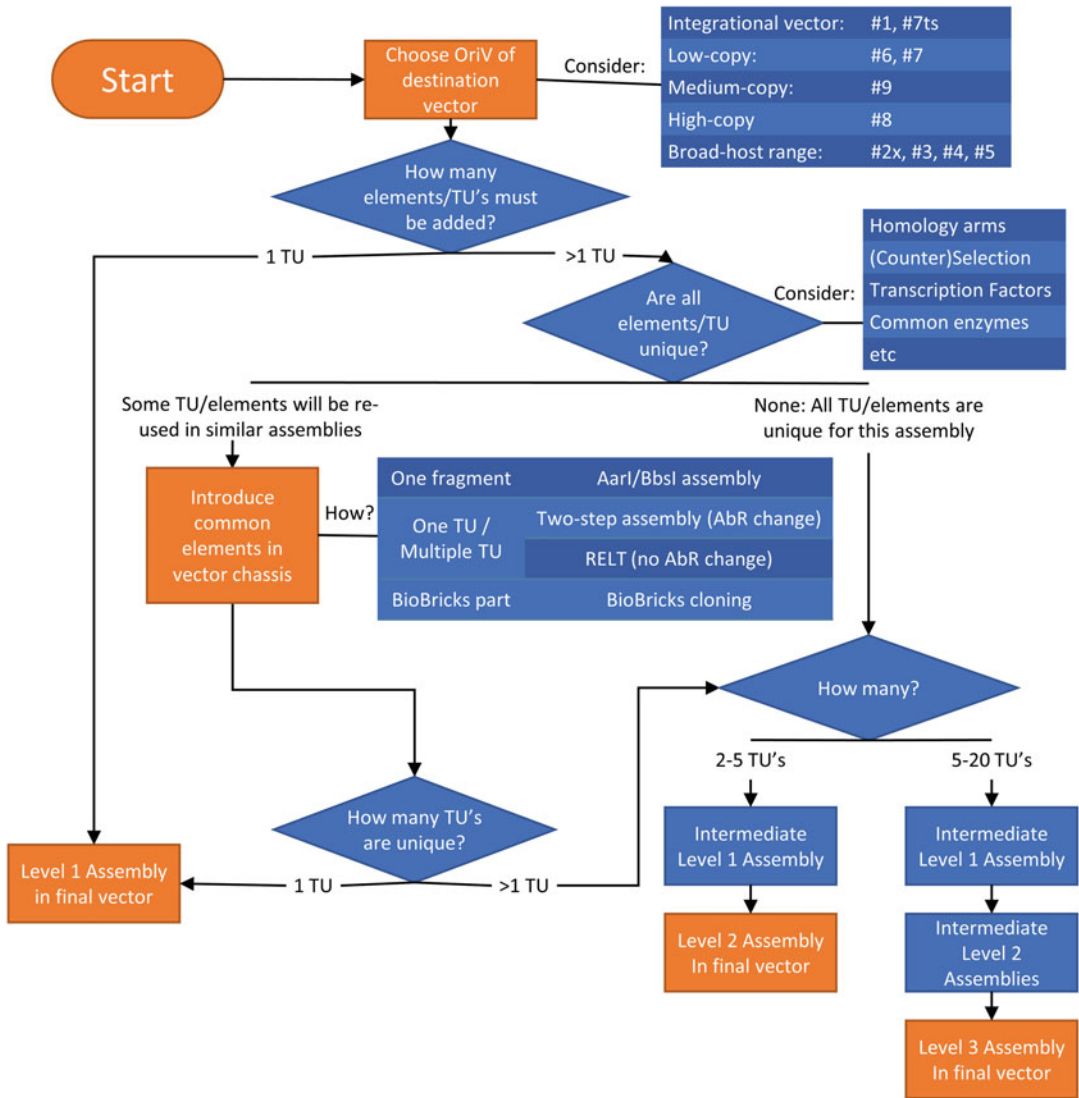 Start
Choose OriV of
destination
vector
Consider:
Integrational vector: #1, #7ts
Low-copy: #6, #7
Medium-copy: #9
High-copy #8
Broad-host range: #2x, #3, #4, #5
How many
elements/TU's must
be added?
1 TU
>1 TU
Are all
elements/TU
unique?
Consider:
Homology arms
(Counter)Selection
Transcription Factors
Common enzymes
etc
Some TU/elements will be re-
used in similar assemblies
None: All TU/elements are
unique for this assembly
Introduce
common
elements in
vector chassis
How?
One fragment AarI/BbsI assembly
One TU /
Multiple TU
Two-step assembly (AbR change)
RELT (no AbR change)
BioBricks part BioBricks cloning
How many?
2-5 TU's
5-20 TU's
How many TU's
are unique?
1 TU
>1 TU
Level 1 Assembly
in final vector
Intermediate
Level 1 Assembly
Level 2 Assembly
In final vector
Intermediate
Level 1 Assembly
Intermediate
Level 2
Assemblies
Level 3 Assembly
In final vector